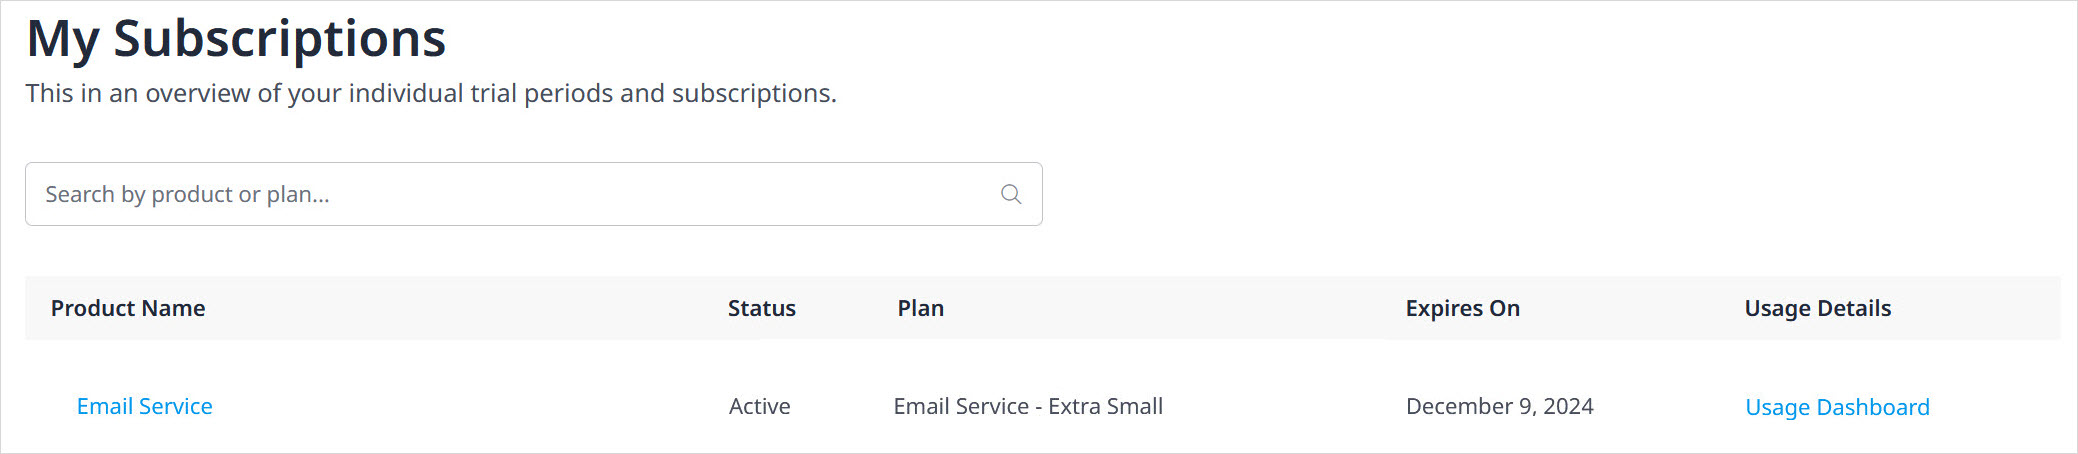 My Subscriptions
This in an overview of your individual trial periods and subscriptions.
Search by product or plan...
Product Name Status Plan Expires On Usage Details
Email Service Active Email Service - Extra Small December 9, 2024 Usage Dashboard